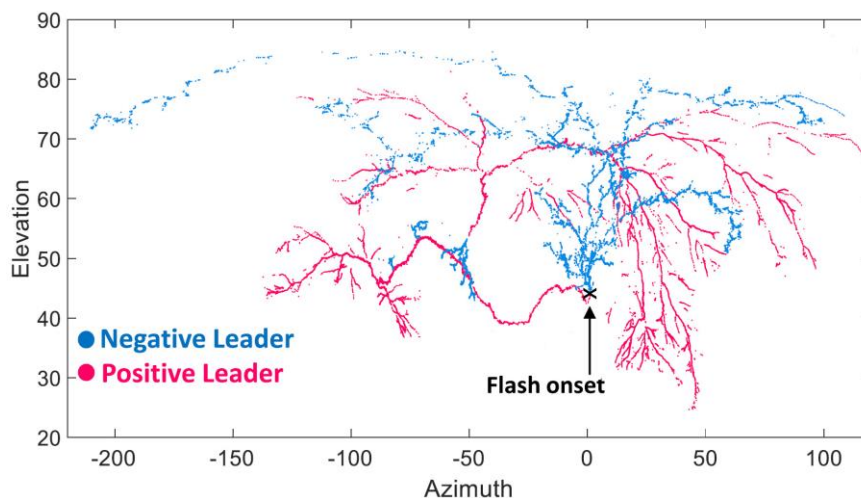 90
80
70
60
50
40
30
20
Elevation
Negative Leader
Positive Leader
Flash onset
-200 -150 -100 -50 0 50 100
Azimuth